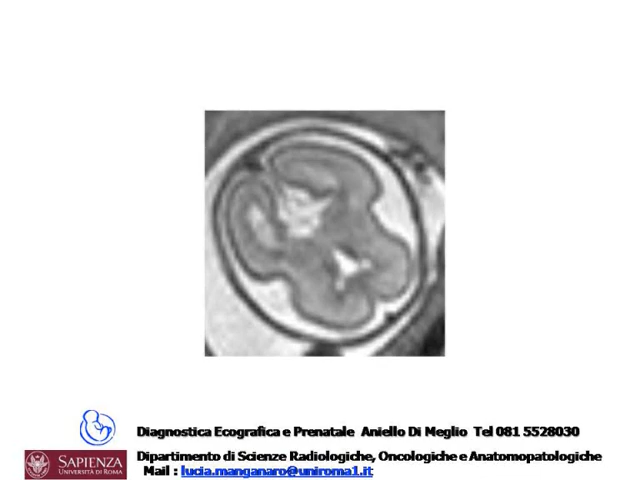 Diagnostica Ecografica e Prenatale Aniello Di Meglio Tel 081 5528030
Dipartimento di Scienze Radiologiche, Oncologiche e Anatomopatologiche
SAPIENZA
UNIVERSITÀ DI ROMA
Mail : lucia.manganaro@uniroma1.it